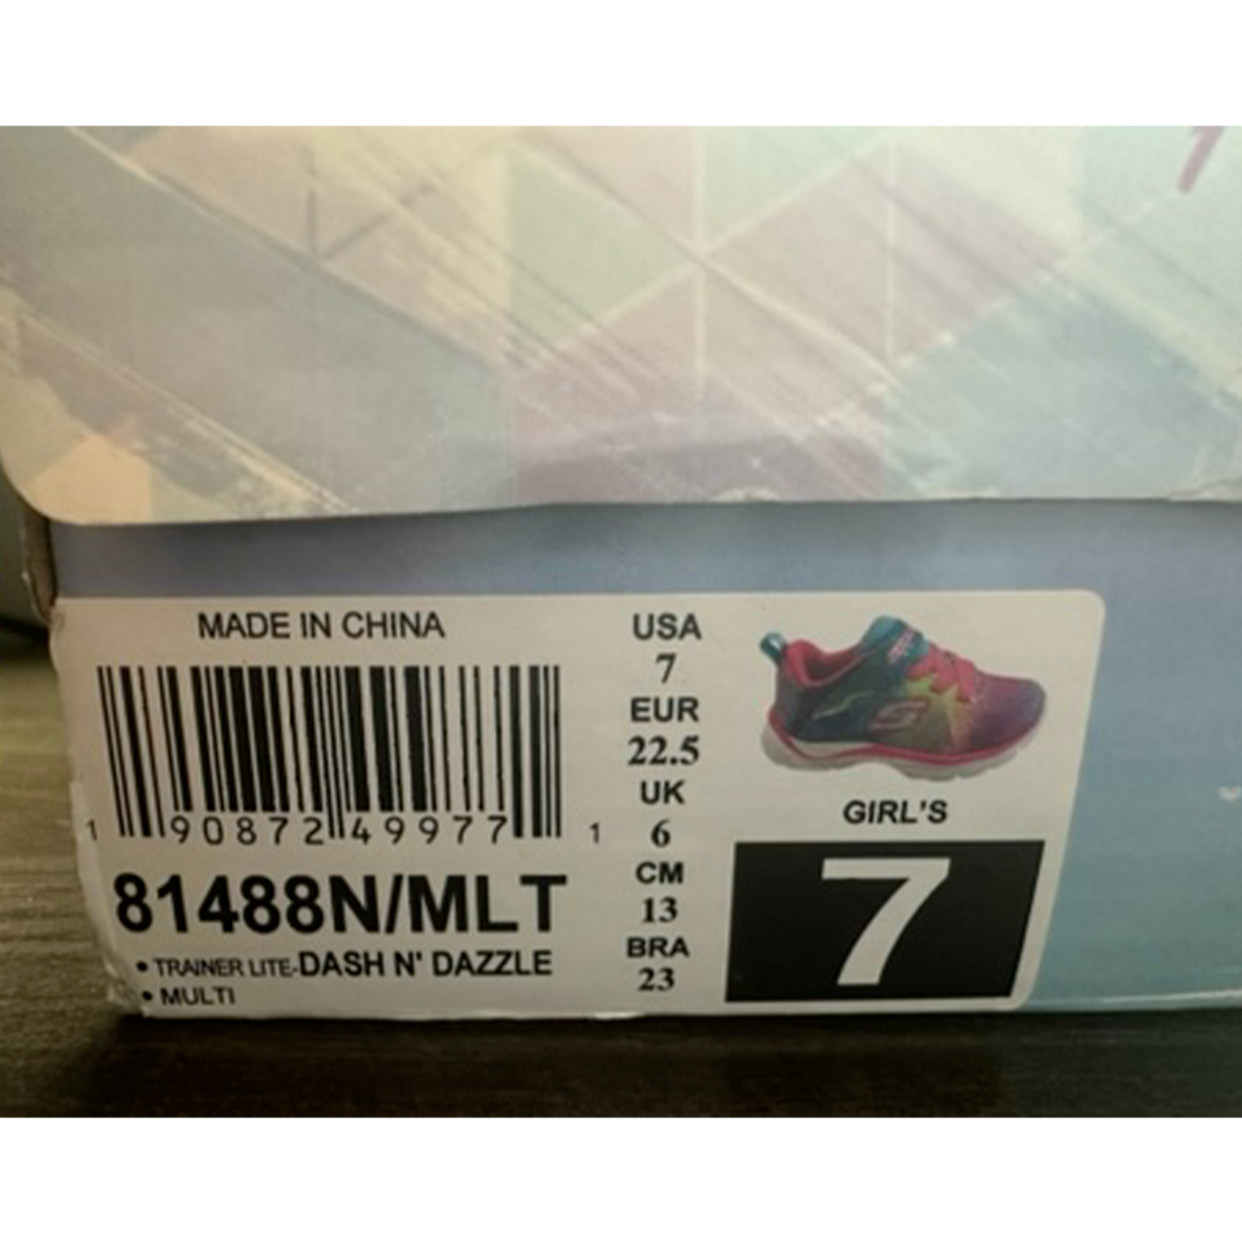 MADE IN CHINA
1 90872 49977 1
81488N/MLT
• TRAINER LITE-DASH N' DAZZLE
• MULTI
USA
7
EUR
22.5
UK
6
CM
13
BRA
23
GIRL'S
7